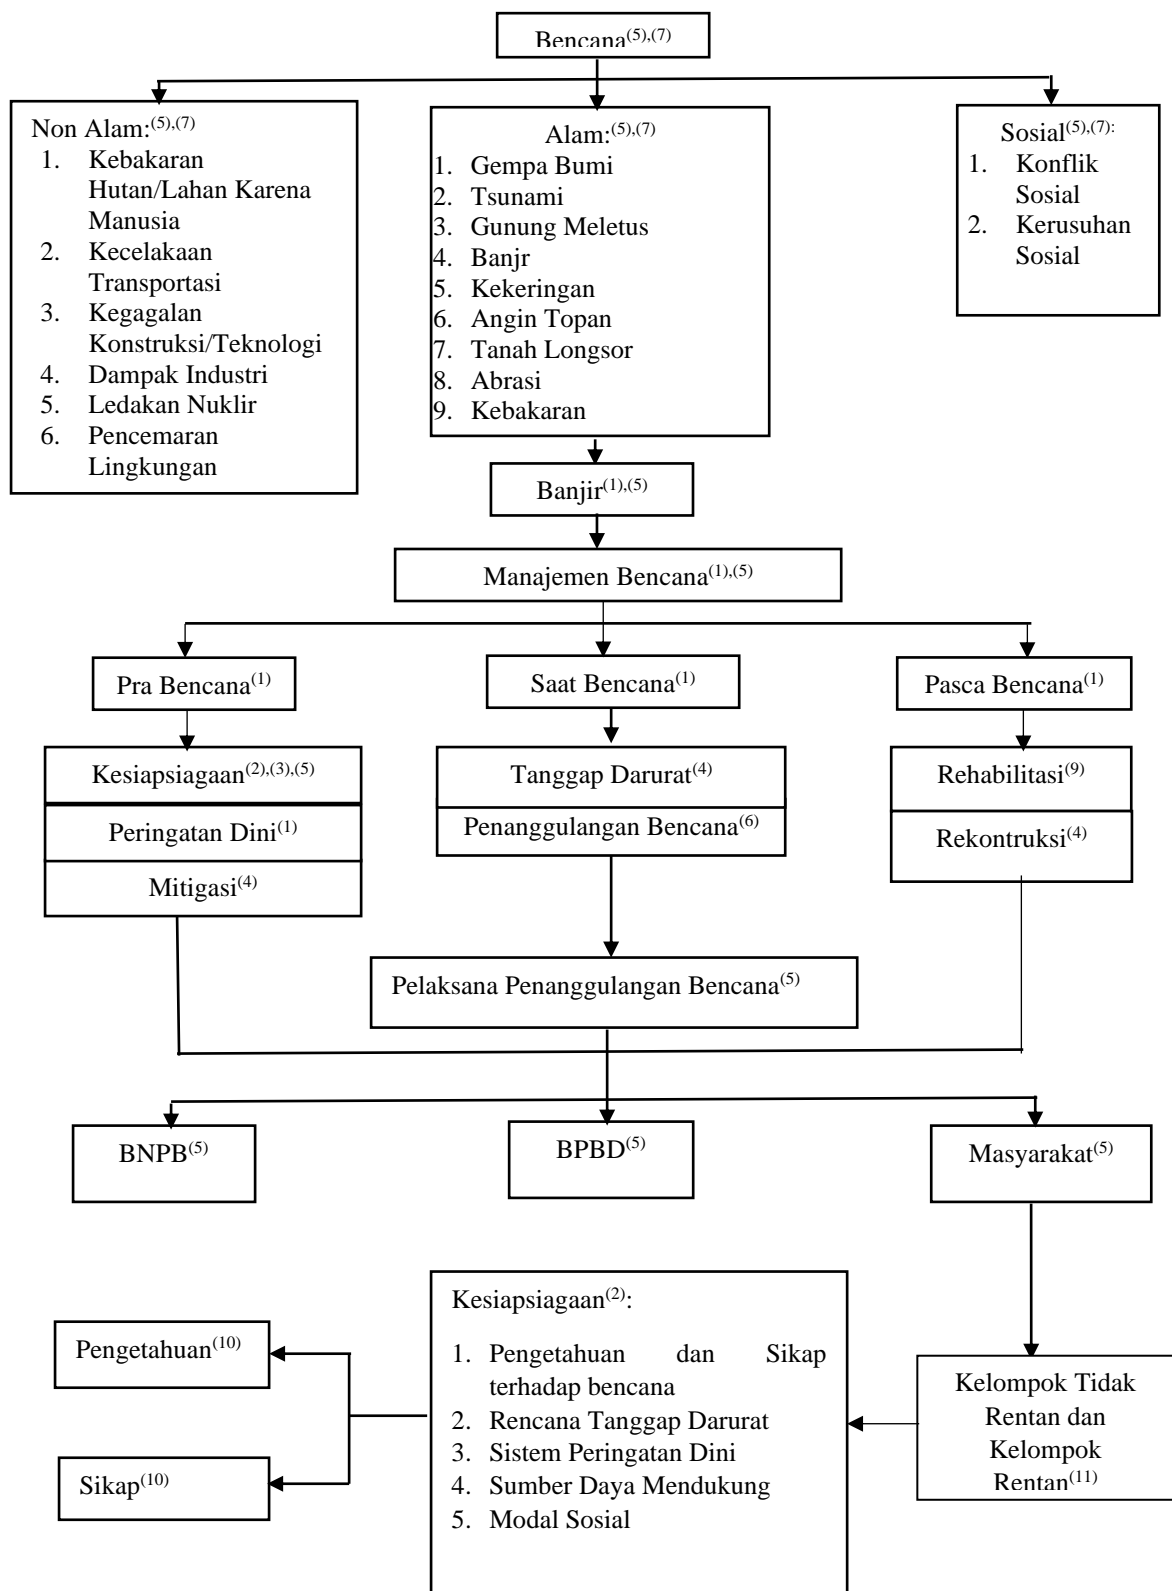 Bencana(5),(7)
Non Alam:(5),(7)
1. Kebakaran
Hutan/Lahan Karena
Manusia
2. Kecelakaan
Transportasi
3. Kegagalan
Konstruksi/Teknologi
4. Dampak Industri
5. Ledakan Nuklir
6. Pencemaran
Lingkungan
Alam:(5),(7)
1. Gempa Bumi
2. Tsunami
3. Gunung Meletus
4. Banjr
5. Kekeringan
6. Angin Topan
7. Tanah Longsor
8. Abrasi
9. Kebakaran
Sosial(5),(7):
1. Konflik
Sosial
2. Kerusuhan
Sosial
Banjir(1),(5)
Manajemen Bencana(1),(5)
Pra Bencana(1)
Saat Bencana(1)
Pasca Bencana(1)
Kesiapsiagaan(2),(3),(5)
Peringatan Dini(1)
Mitigasi(4)
Tanggap Darurat(4)
Penanggulangan Bencana(6)
Rehabilitasi(9)
Rekontruksi(4)
Pelaksana Penanggulangan Bencana(5)
BNPB(5)
BPBD(5)
Masyarakat(5)
Kelompok Tidak
Rentan dan
Kelompok
Rentan(11)
Kesiapsiagaan(2):
1. Pengetahuan dan Sikap
terhadap bencana
2. Rencana Tanggap Darurat
3. Sistem Peringatan Dini
4. Sumber Daya Mendukung
5. Modal Sosial
Pengetahuan(10)
Sikap(10)